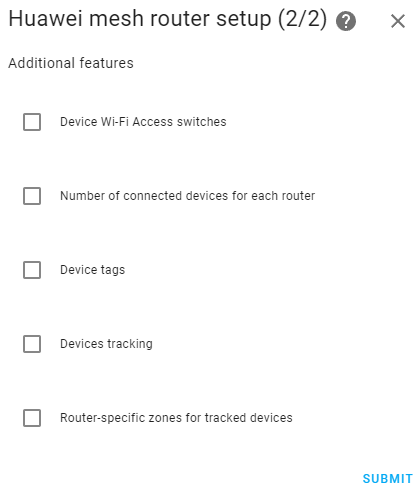 Huawei mesh router setup (2/2)
Additional features
Device Wi-Fi Access switches
Number of connected devices for each router
Device tags
Devices tracking
Router-specific zones for tracked devices
SUBMIT